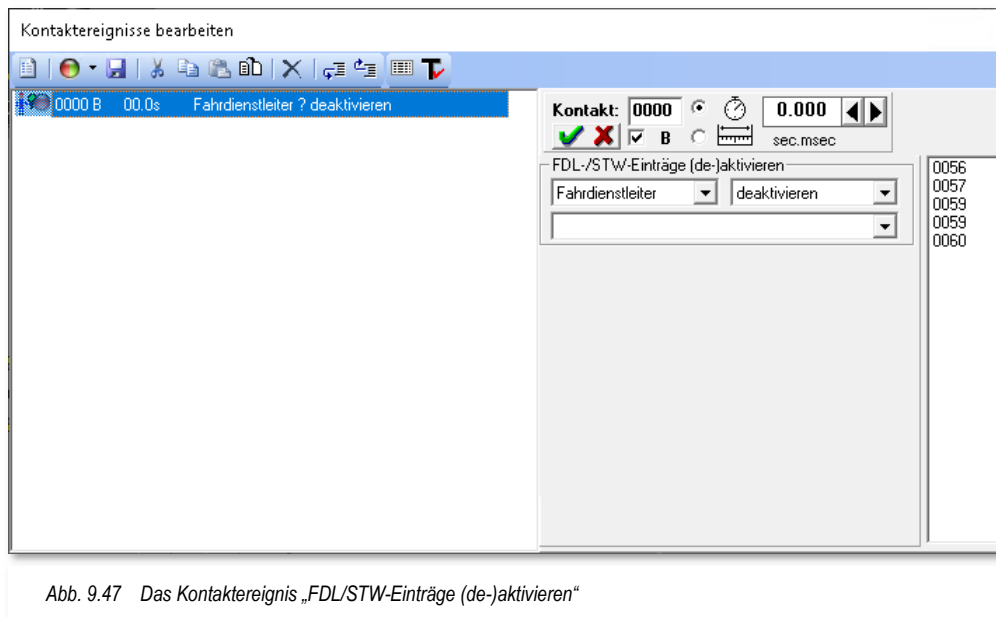 Kontaktereignisse bearbeiten
0000 B 00.0s Fahrdienstleiter ? deaktivieren
Kontakt: 0000 0.000
B sec.msec
FDL-/STW-Einträge (de-)aktivieren
Fahrdienstleiter deaktivieren
0056
0057
0059
0059
0060
Abb. 9.47 Das Kontaktereignis „FDL/STW-Einträge (de-)aktivieren“